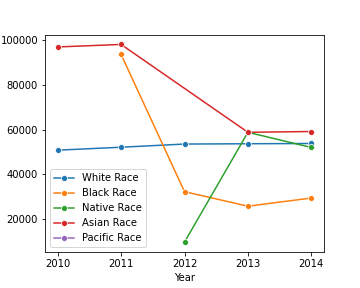 100000
80000
60000
40000
20000
White Race
Black Race
Native Race
Asian Race
Pacific Race
2010 2011 2012 2013 2014
Year